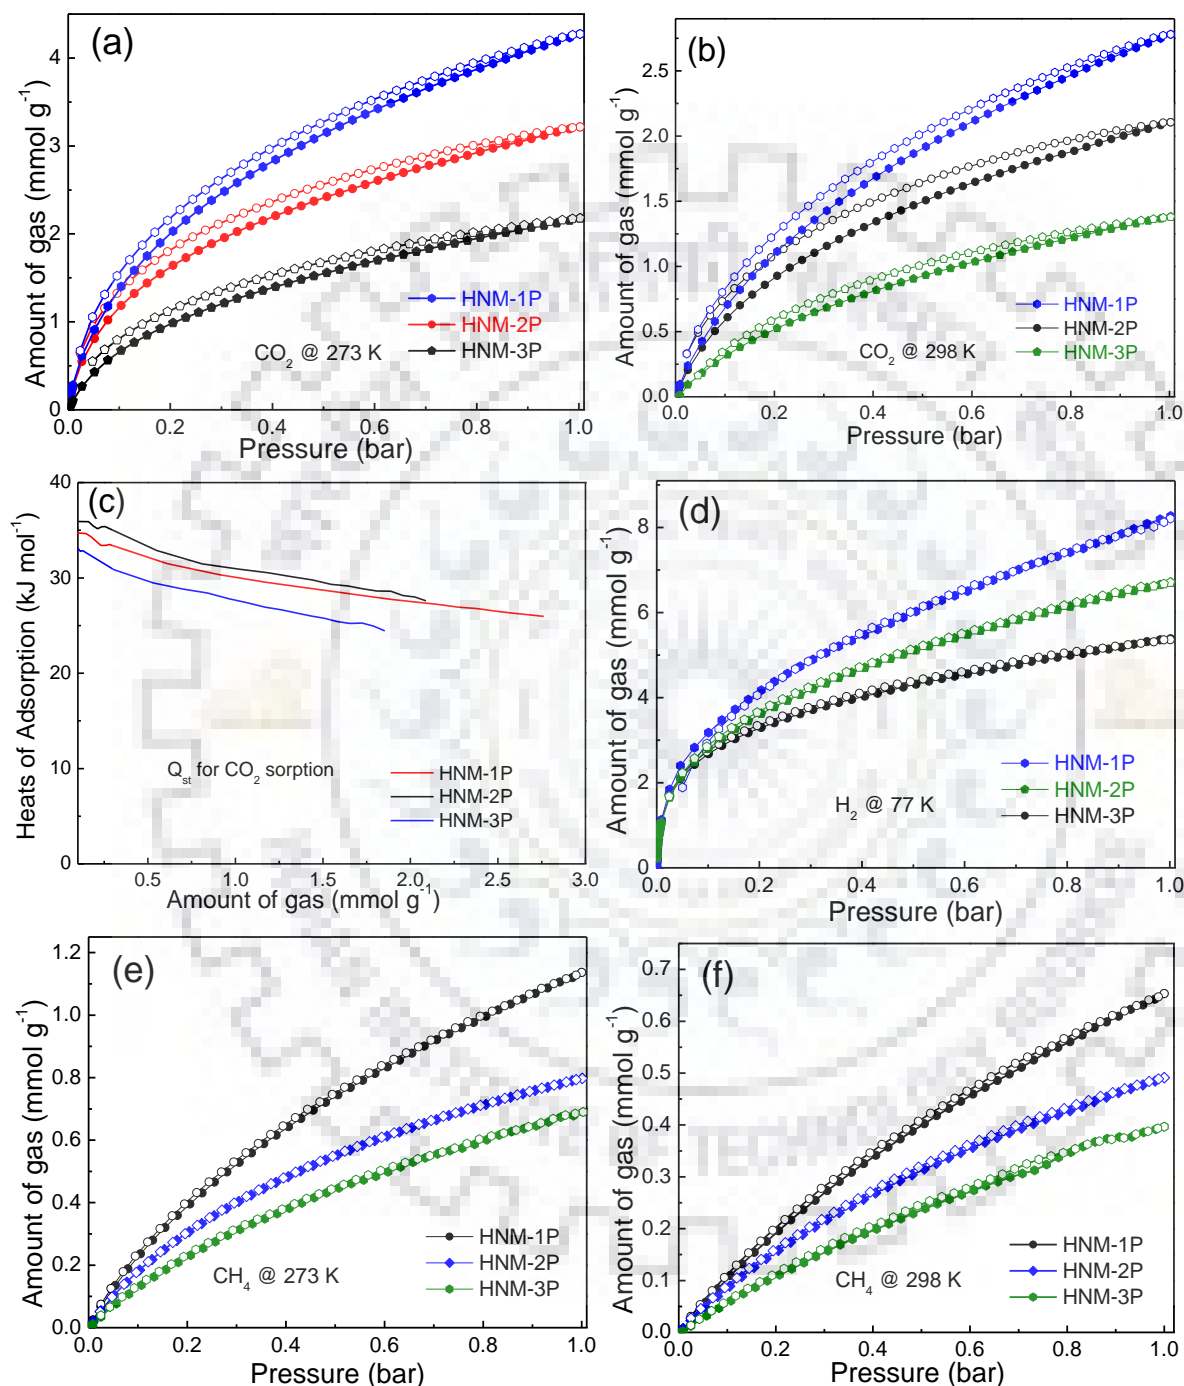 (a)
Amount of gas (mmol g-1)
4
3
2
1
0
HNM-1P
HNM-2P
HNM-3P
CO2 @ 273 K
0.0 0.2 0.4 0.6 0.8 1.0
Pressure (bar)
(b)
Amount of gas (mmol g-1)
2.5
2.0
1.5
1.0
0.5
0.0
HNM-1P
HNM-2P
HNM-3P
CO2 @ 298 K
0.0 0.2 0.4 0.6 0.8 1.0
Pressure (bar)
(c)
Heats of Adsorption (kJ mol-1)
40
35
30
25
20
15
10
5
0
Qst for CO2 sorption
HNM-1P
HNM-2P
HNM-3P
0.5 1.0 1.5 2.0 2.5 3.0
Amount of gas (mmol g-1)
(d)
Amount of gas (mmol g-1)
8
6
4
2
0
HNM-1P
HNM-2P
HNM-3P
H2 @ 77 K
0.0 0.2 0.4 0.6 0.8 1.0
Pressure (bar)
(e)
Amount of gas (mmol g-1)
1.2
1.0
0.8
0.6
0.4
0.2
0.0
HNM-1P
HNM-2P
HNM-3P
CH4 @ 273 K
0.0 0.2 0.4 0.6 0.8 1.0
Pressure (bar)
(f)
Amount of gas (mmol g-1)
0.7
0.6
0.5
0.4
0.3
0.2
0.1
0.0
HNM-1P
HNM-2P
HNM-3P
CH4 @ 298 K
0.0 0.2 0.4 0.6 0.8 1.0
Pressure (bar)